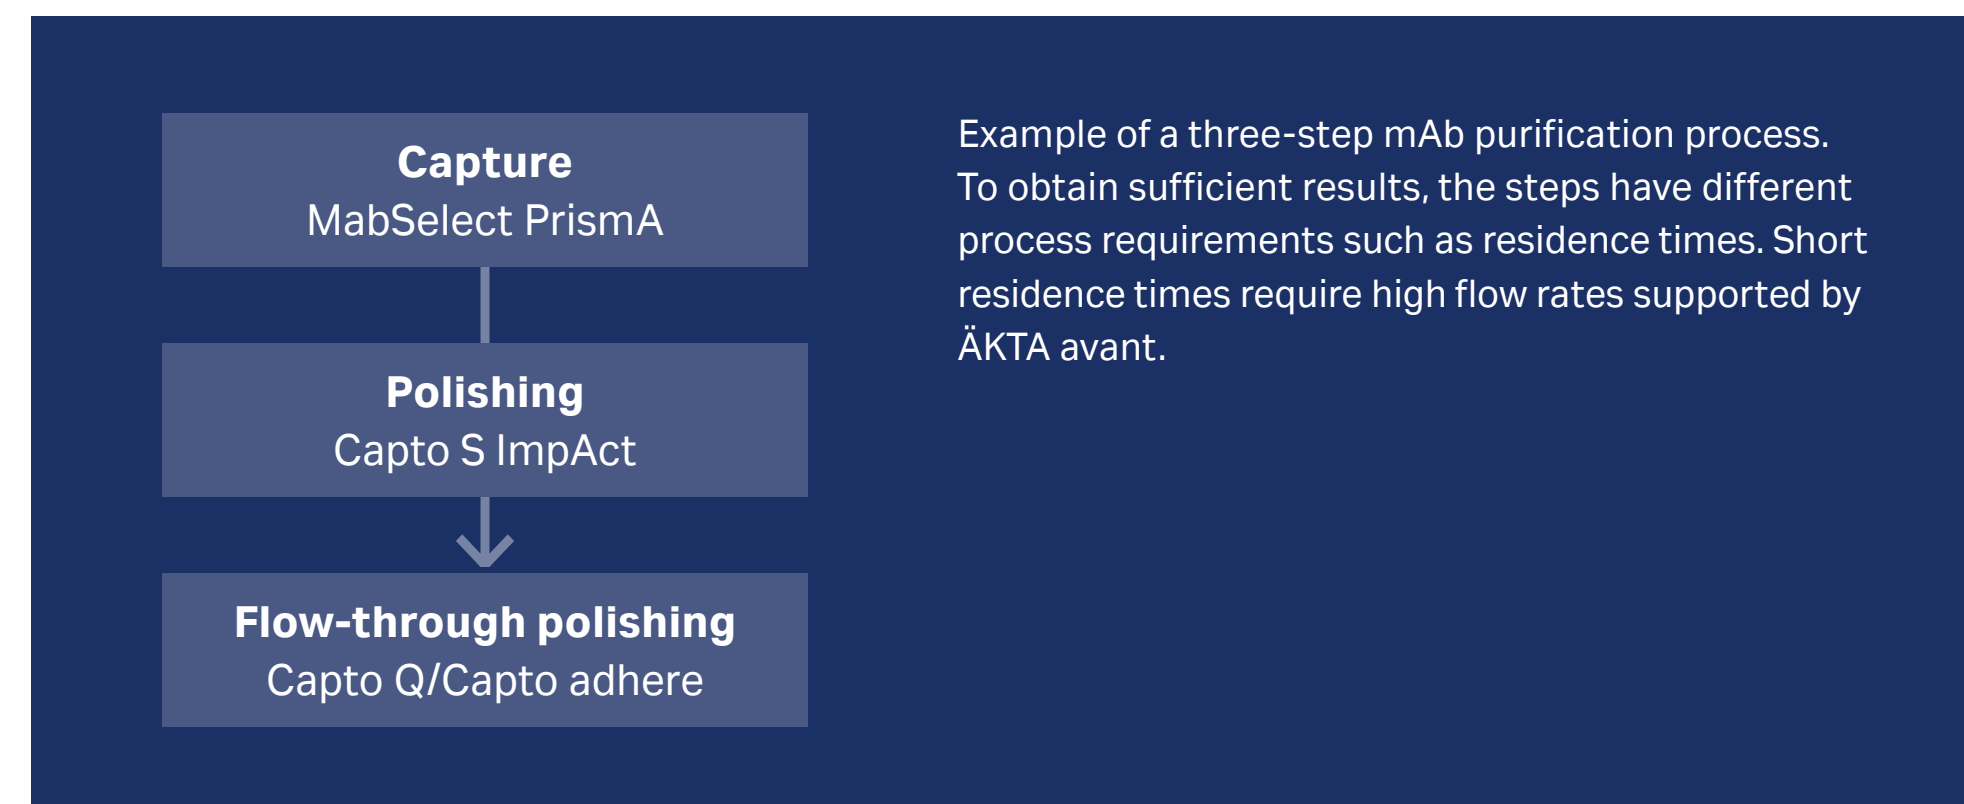 Capture
MabSelect PrismA
Polishing
Capto S ImpAct
Flow-through polishing
Capto Q/Capto adhere
Example of a three-step mAb purification process.
To obtain sufficient results, the steps have different
process requirements such as residence times. Short
residence times require high flow rates supported by
ÄKTA avant.